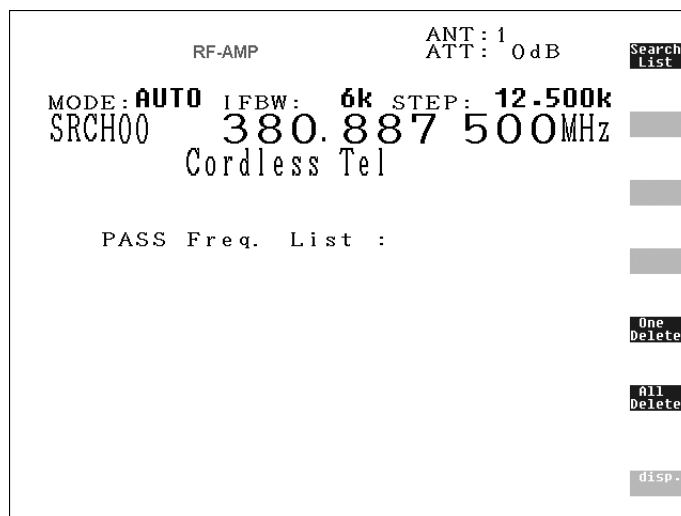 ANT:1
RF-AMP ATT: 0dB
Search
List
MODE:AUTO IFBW: 6k STEP: 12.500k
SRCH00 380.887 500MHz
Cordless Tel
PASS Freq. List :
One
Delete
All
Delete
disp.